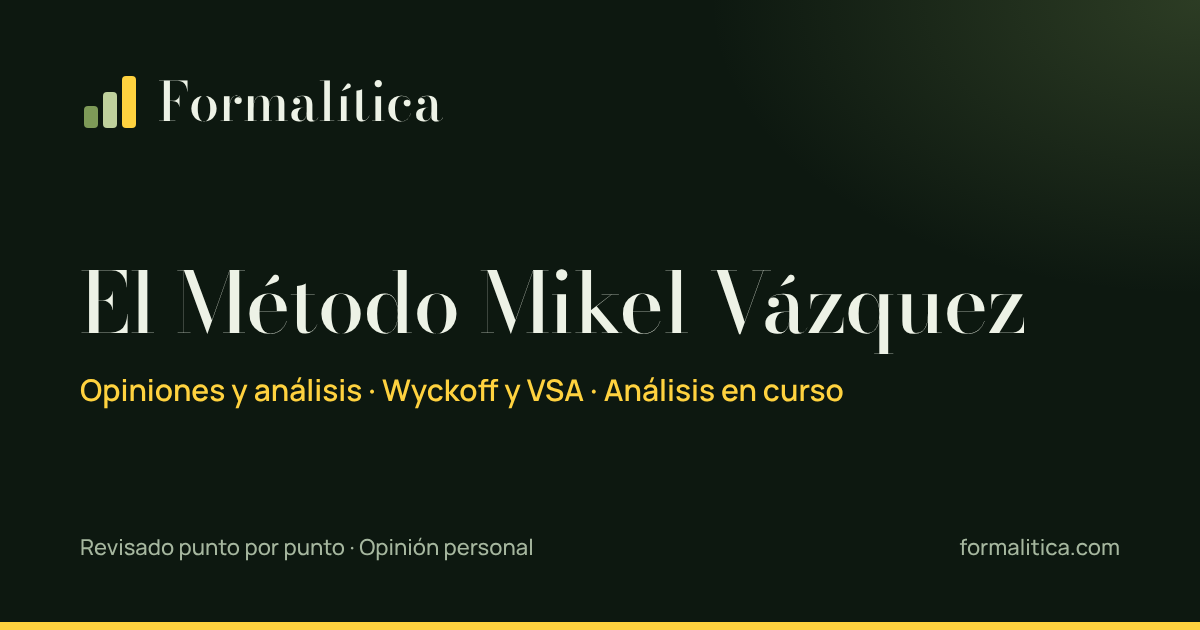 Formalítica
El Método Mikel Vázquez
Opiniones y análisis · Wyckoff y VSA · Análisis en curso
Revisado punto por punto · Opinión personal
formalitica.com